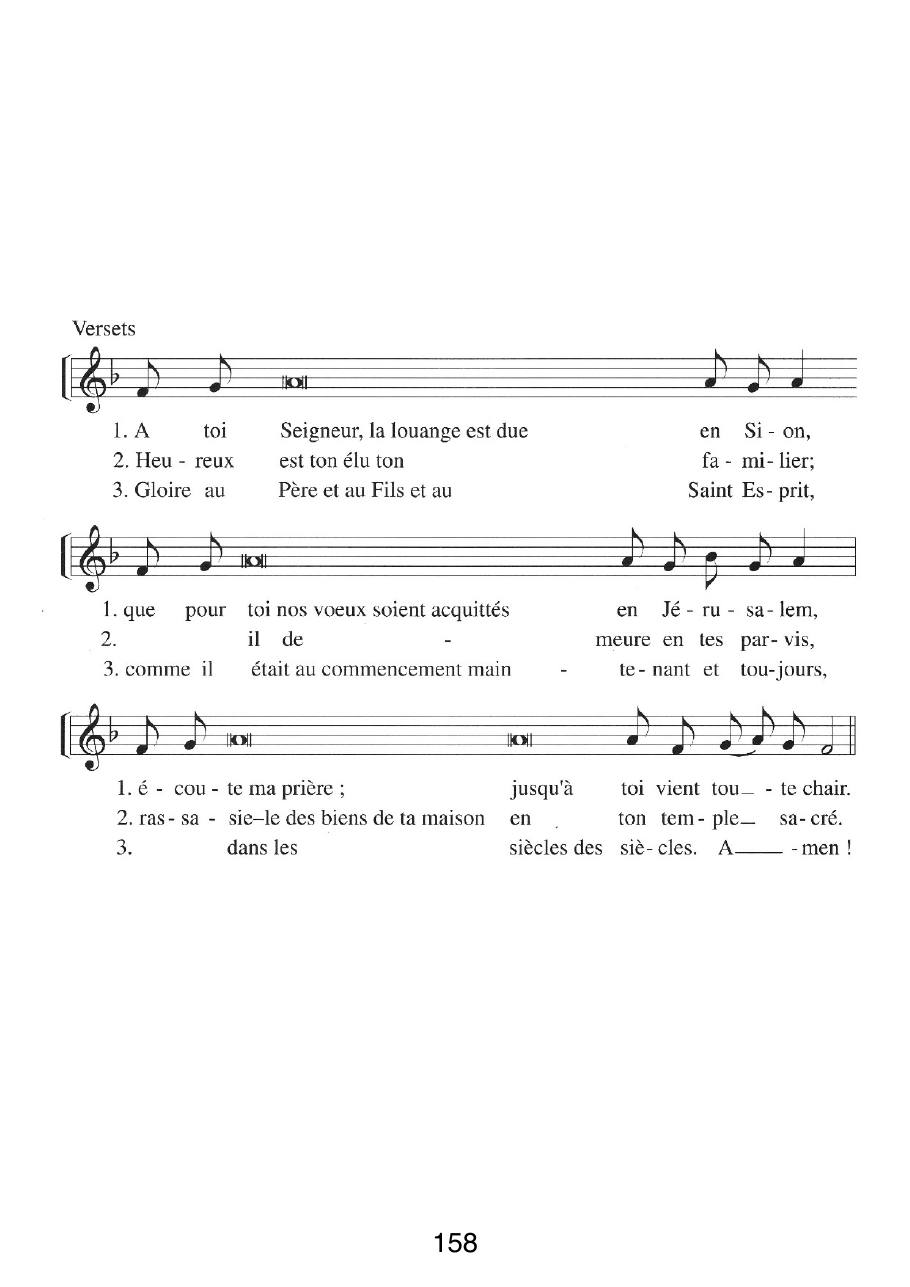 Versets
1. A toi Seigneur, la louange est due en Si - on,
2. Heu - reux est ton élu ton fa - mi - lier;
3. Gloire au Père et au Fils et au Saint Es - prit,
1. que pour toi nos voeux soient acquittés en Jé - ru - sa - lem,
2. il de - meure en tes par - vis,
3. comme il était au commencement main - te - nant et tou - jours,
1. é - cou - te ma prière ; jusqu'à toi vient tou_ - te chair.
2. ras - sa - sie–le des biens de ta maison en ton tem - ple_ sa - cré.
3. dans les siècles des siè - cles. A____ - men !
158